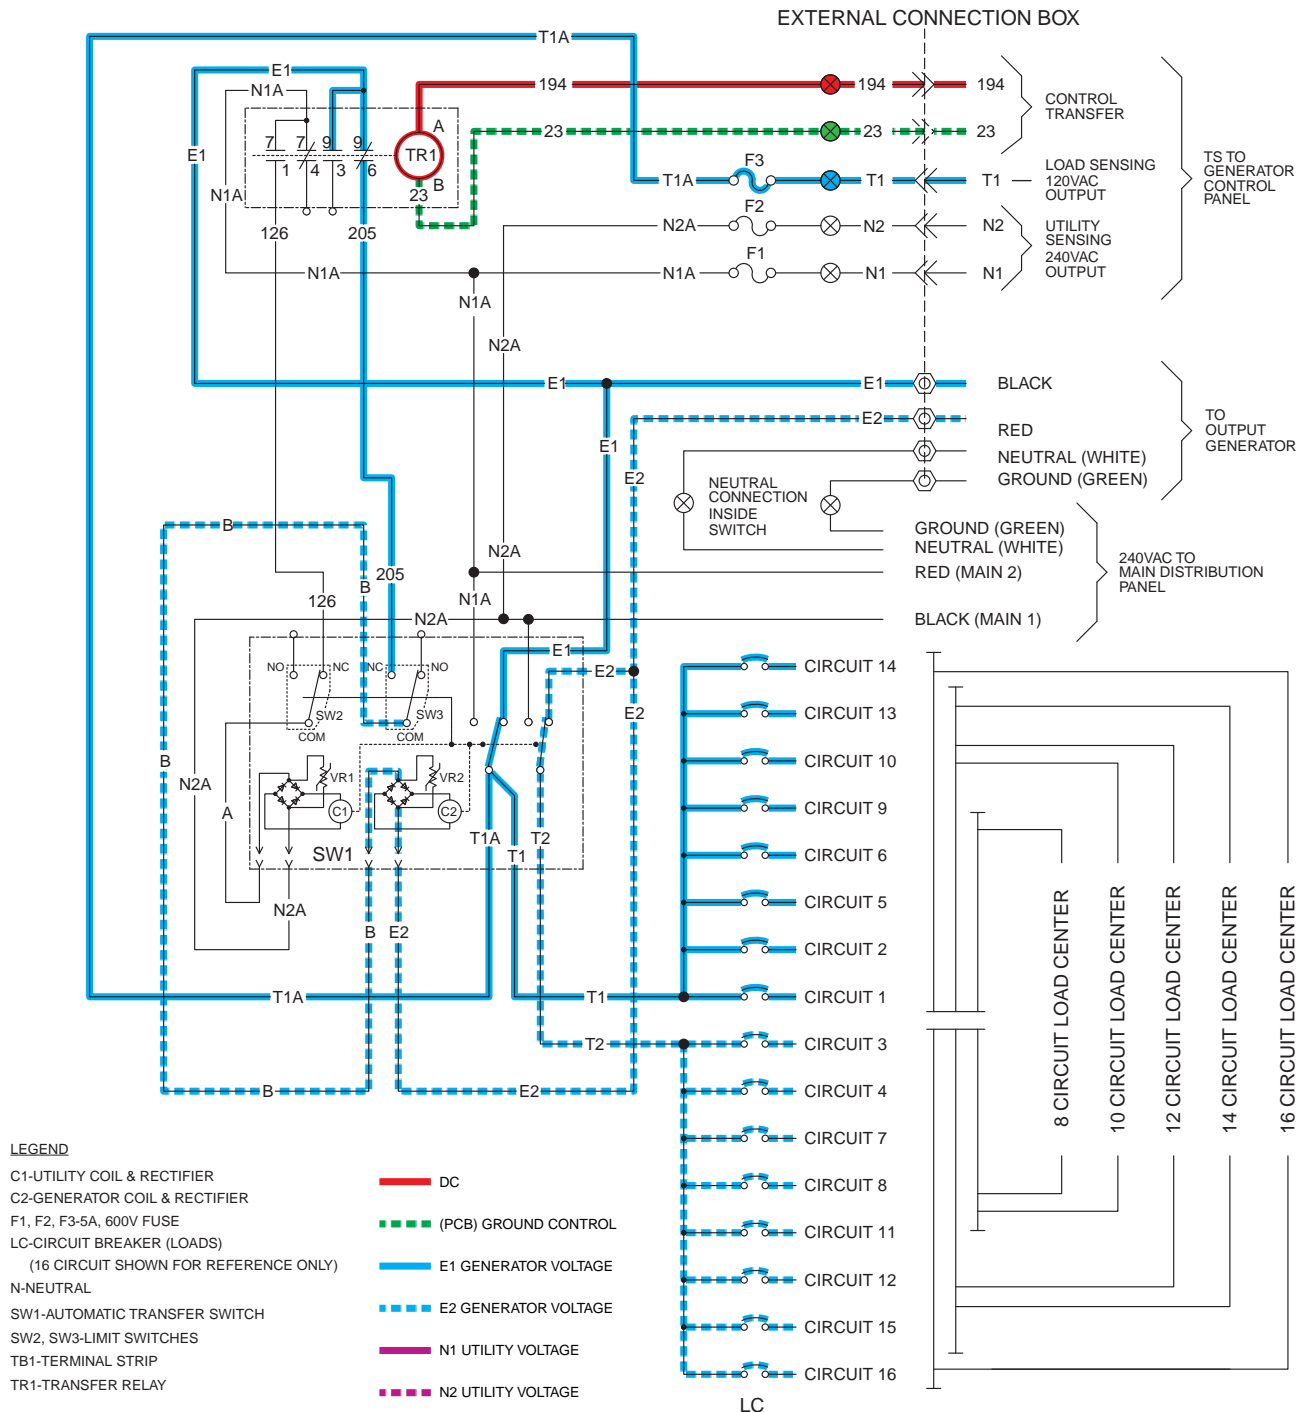 EXTERNAL CONNECTION BOX
T1A
E1
N1A
194
194
194
CONTROL
TRANSFER
A
TR1
B
7
7
9
9
1
4
3
6
23
23
23
23
E1
N1A
126
205
T1A
F3
T1
T1
LOAD SENSING
120VAC
OUTPUT
TS TO
GENERATOR
CONTROL
PANEL
N2A
F2
N2
N2
UTILITY
SENSING
240VAC
OUTPUT
N1A
N1A
F1
N1
N1
N1A
N2A
E1
E1
BLACK
E2
RED
E1
E2
NEUTRAL (WHITE)
GROUND (GREEN)
TO
OUTPUT
GENERATOR
NEUTRAL
CONNECTION
INSIDE
SWITCH
GROUND (GREEN)
NEUTRAL (WHITE)
RED (MAIN 2)
BLACK (MAIN 1)
240VAC TO
MAIN DISTRIBUTION
PANEL
B
B
205
N2A
126
N1A
N2A
E1
E2
E2
NO
NC
NC
NO
SW2
SW3
COM
COM
B
N2A
A
VR1
VR2
C1
C2
SW1
T1A
T1
T2
N2A
B
E2
T1A
T1
T2
B
E2
CIRCUIT 14
CIRCUIT 13
CIRCUIT 10
CIRCUIT 9
CIRCUIT 6
CIRCUIT 5
CIRCUIT 2
CIRCUIT 1
CIRCUIT 3
CIRCUIT 4
CIRCUIT 7
CIRCUIT 8
CIRCUIT 11
CIRCUIT 12
CIRCUIT 15
CIRCUIT 16
LC
8 CIRCUIT LOAD CENTER
10 CIRCUIT LOAD CENTER
12 CIRCUIT LOAD CENTER
14 CIRCUIT LOAD CENTER
16 CIRCUIT LOAD CENTER
LEGEND
C1-UTILITY COIL & RECTIFIER
C2-GENERATOR COIL & RECTIFIER
F1, F2, F3-5A, 600V FUSE
LC-CIRCUIT BREAKER (LOADS)
(16 CIRCUIT SHOWN FOR REFERENCE ONLY)
N-NEUTRAL
SW1-AUTOMATIC TRANSFER SWITCH
SW2, SW3-LIMIT SWITCHES
TB1-TERMINAL STRIP
TR1-TRANSFER RELAY
DC
(PCB) GROUND CONTROL
E1 GENERATOR VOLTAGE
E2 GENERATOR VOLTAGE
N1 UTILITY VOLTAGE
N2 UTILITY VOLTAGE